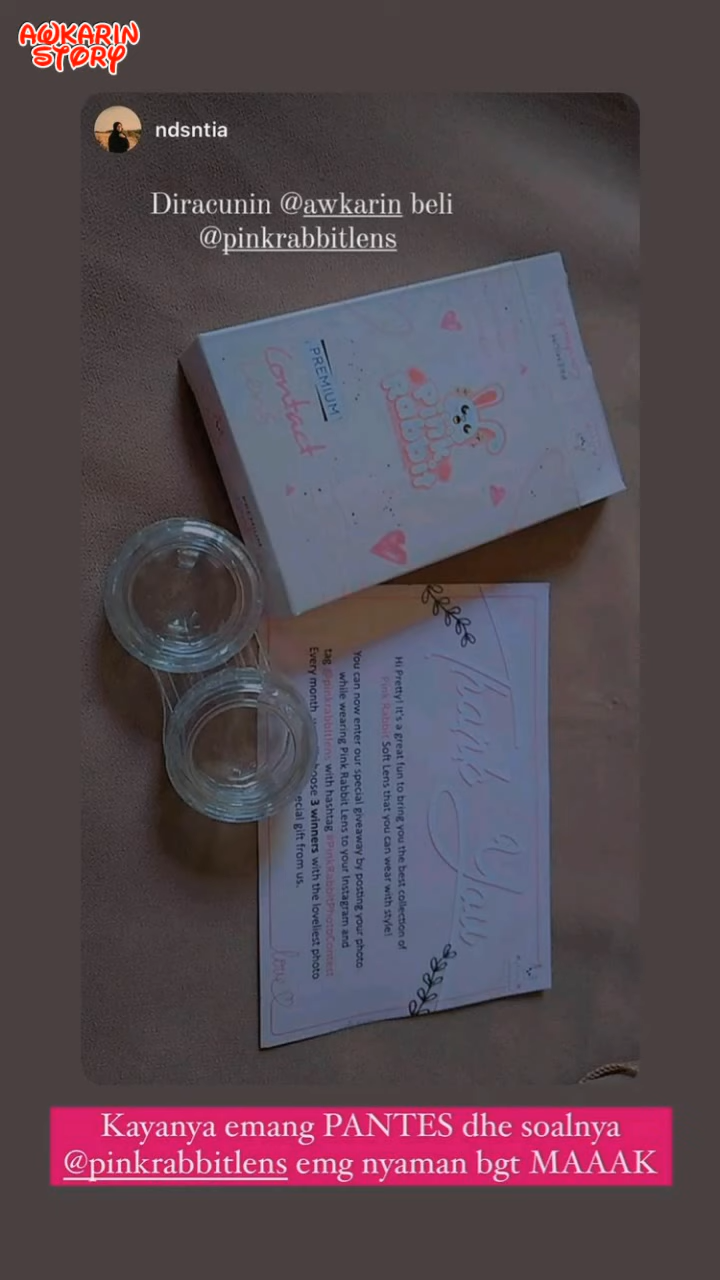 AWKARIN
STORY
ndsntia
Diracunin @awkarin beli
@pinkrabbitlens
PREMIUM
Contact
Lens
Pink
Rabbit
PREMIUM
Thank You
Hi Pretty! It's a great fun to bring you the best collection of
Pink Rabbit Soft Lens that you can wear with style!
You can now enter our special giveaway by posting your photo
while wearing Pink Rabbit Lens to your Instagram and
tag @pinkrabbitlens with hashtag #PinkRabbitPhotoContest
Every month, 3 winners with the loveliest photo
gift from us.
love
Kayanya emang PANTES dhe soalnya
@pinkrabbitlens emg nyaman bgt MAAAK